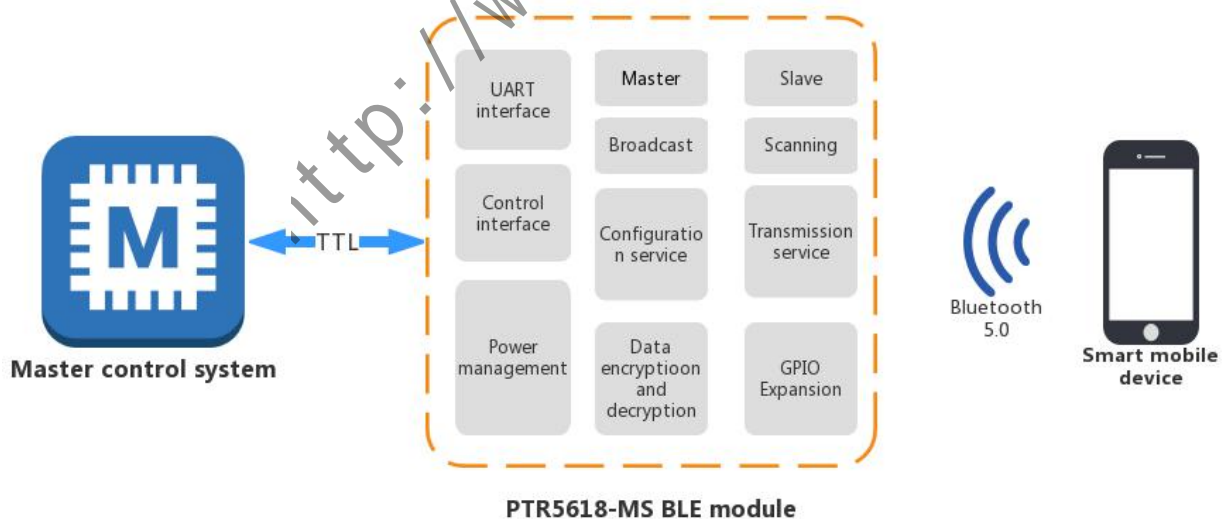 http://w
UART
interface
Master
Slave
Broadcast
Scanning
Control
interface
Configuratio
n service
Transmission
service
Power
management
Data
encryptioon
and
decryption
GPIO
Expansion
M
TTL
Master control system
Bluetooth
5.0
Smart mobile
device
PTR5618-MS BLE module